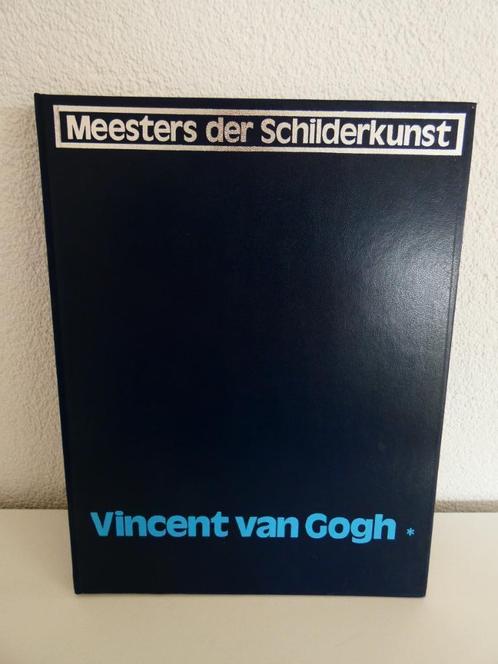 Meesters der Schilderkunst
Vincent van Gogh *